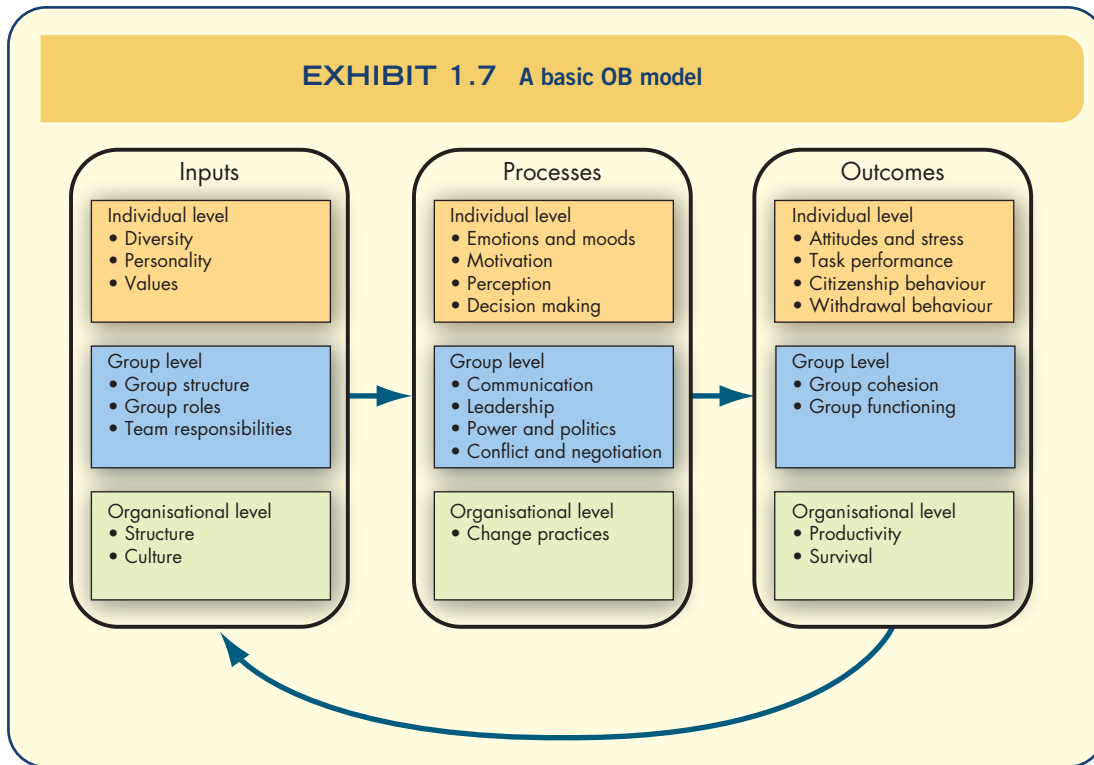 EXHIBIT 1.7 A basic OB model
Inputs
Individual level
• Diversity
• Personality
• Values
Group level
• Group structure
• Group roles
• Team responsibilities
Organisational level
• Structure
• Culture
Processes
Individual level
• Emotions and moods
• Motivation
• Perception
• Decision making
Group level
• Communication
• Leadership
• Power and politics
• Conflict and negotiation
Organisational level
• Change practices
Outcomes
Individual level
• Attitudes and stress
• Task performance
• Citizenship behaviour
• Withdrawal behaviour
Group Level
• Group cohesion
• Group functioning
Organisational level
• Productivity
• Survival